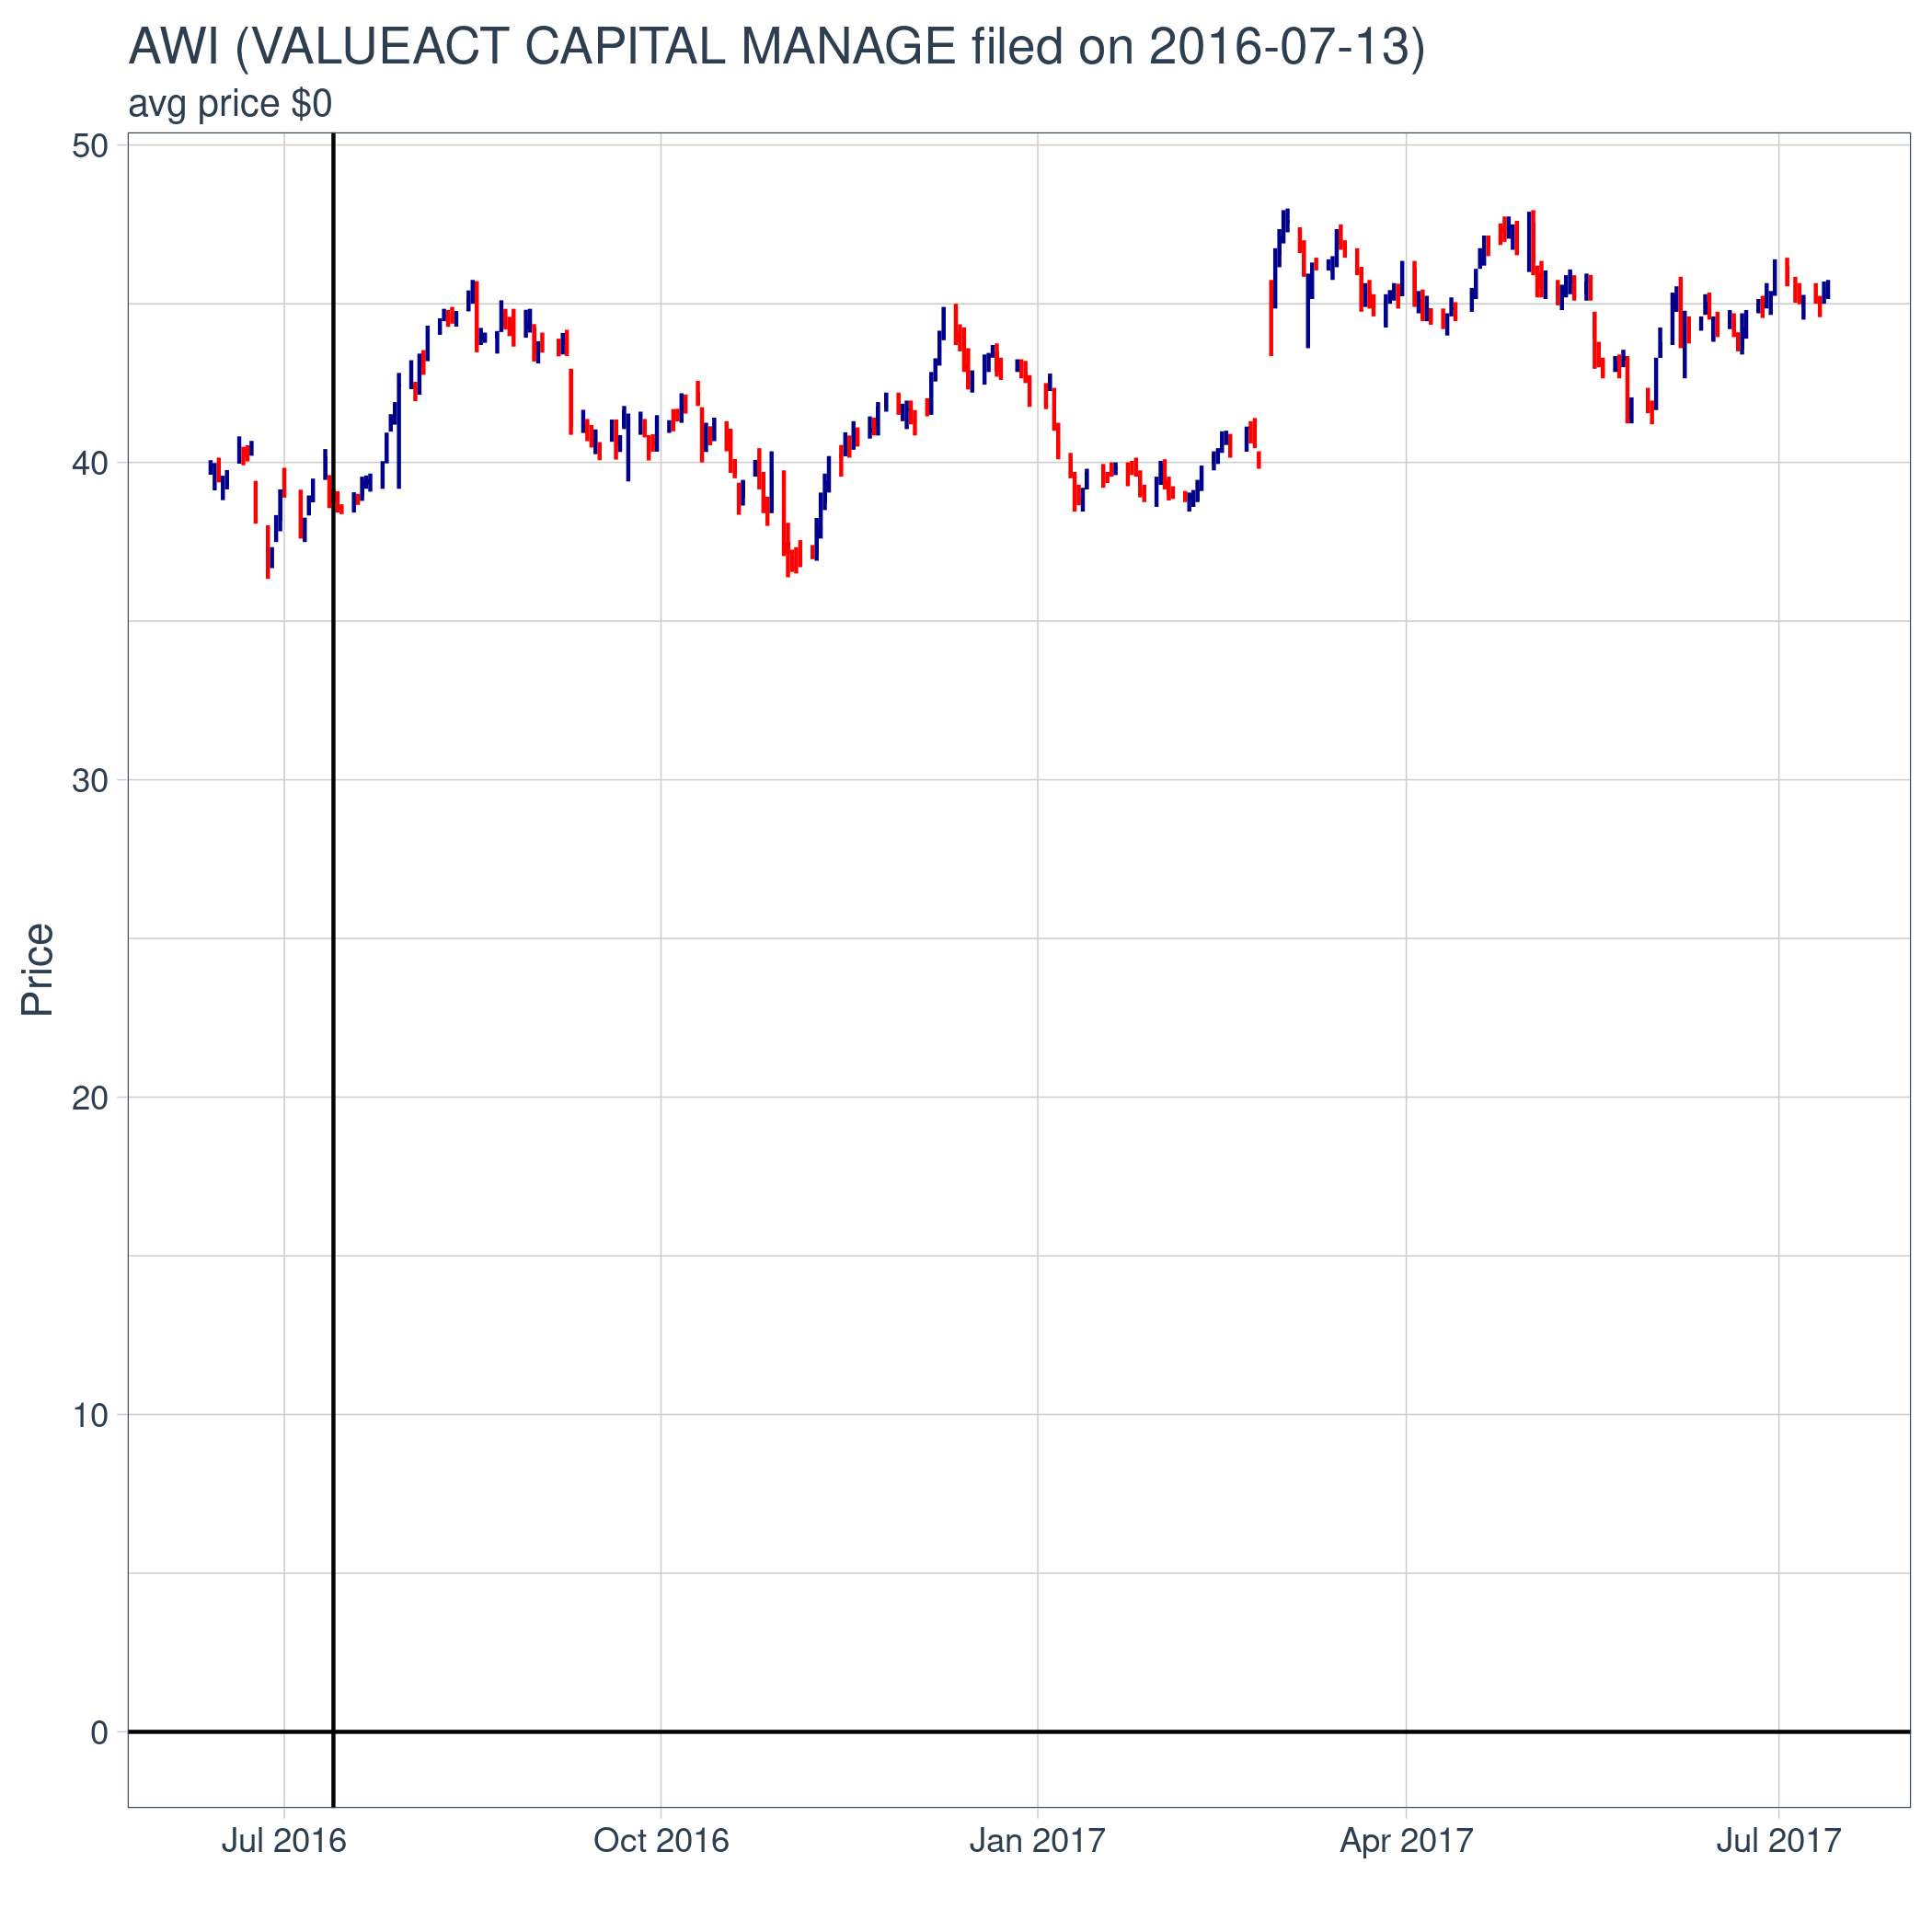 AWI (VALUEACT CAPITAL MANAGE filed on 2016-07-13)
avg price $0
50
40
30
20
10
0
Price
Jul 2016
Oct 2016
Jan 2017
Apr 2017
Jul 2017